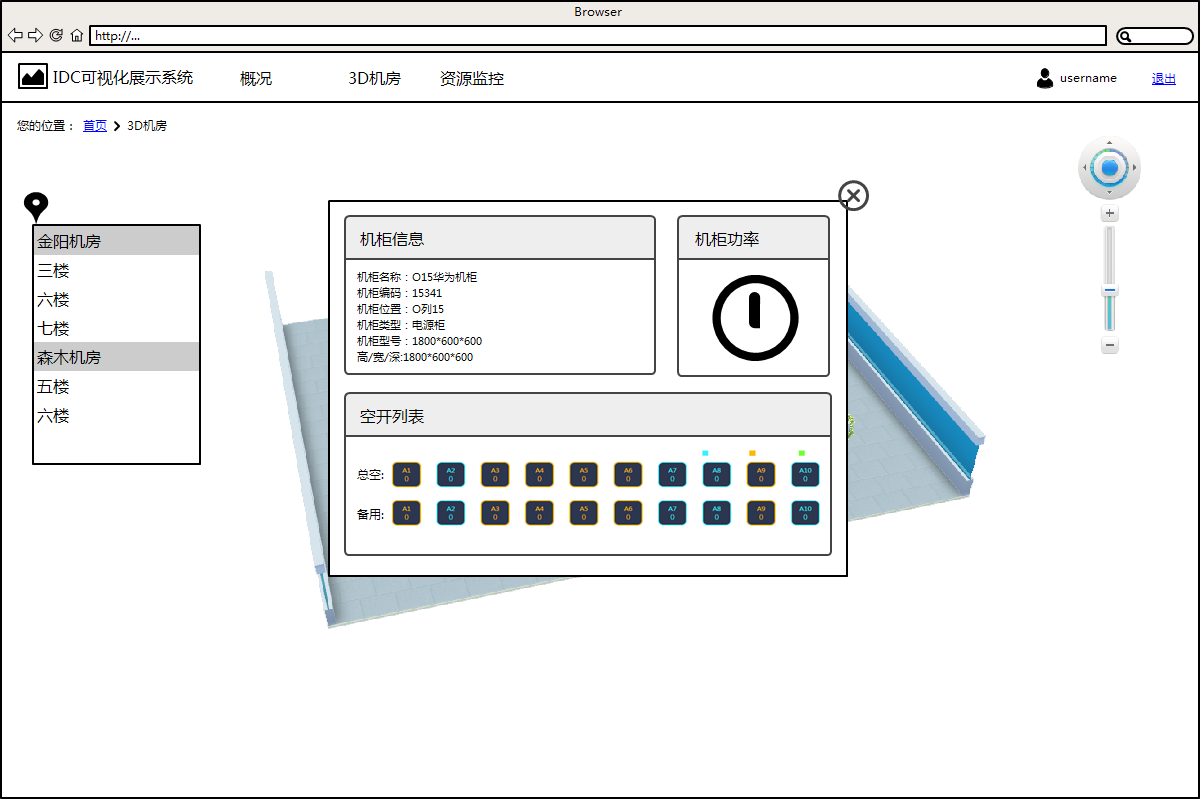 Browser
http://...
IDC可视化展示系统 概况 3D机房 资源监控 username 退出
您的位置： 首页 3D机房
金阳机房
三楼
六楼
七楼
森木机房
五楼
六楼
机柜信息
机柜名称：O15华为机柜
机柜编码：15341
机柜位置：O列15
机柜类型：电源柜
机柜型号：1800*600*600
高/宽/深:1800*600*600
机柜功率
空开列表
总空: A1 A2 A3 A4 A5 A6 A7 A8 A9 A10
0 0 0 0 0 0 0 0 0 0
备用: A1 A2 A3 A4 A5 A6 A7 A8 A9 A10
0 0 0 0 0 0 0 0 0 0